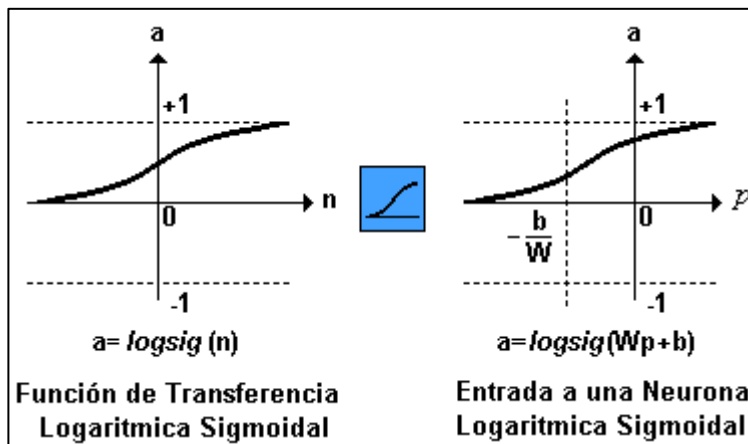 a
+1
n
0
-1
a= logsig (n)
Función de Transferencia
Logaritmica Sigmoidal
a
+1
p
0
- b/W
-1
a=logsig(Wp+b)
Entrada a una Neurona
Logaritmica Sigmoidal